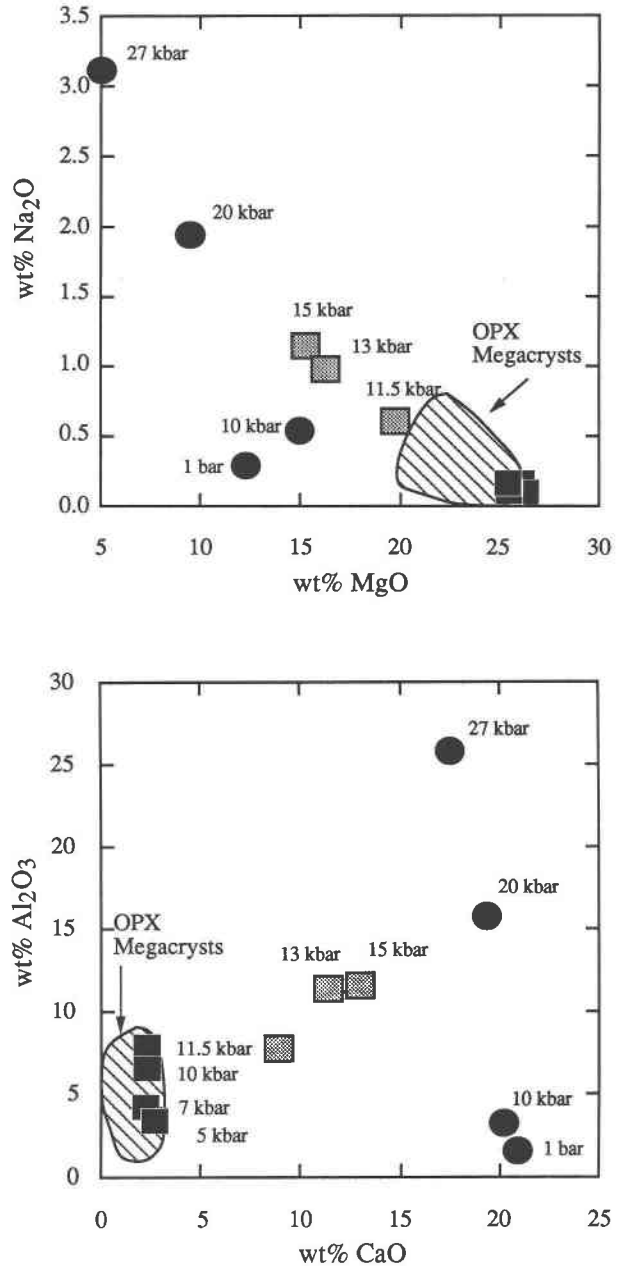 3.5
27 kbar
3.0
2.5
20 kbar
2.0
wt% Na2O
1.5
15 kbar
13 kbar
OPX
Megacrysts
1.0
11.5 kbar
10 kbar
0.5
1 bar
0.0
5 10 15 20 25 30
wt% MgO
30
27 kbar
25
20
20 kbar
wt% Al2O3
15
OPX
Megacrysts
13 kbar
15 kbar
10
11.5 kbar
10 kbar
5
7 kbar
5 kbar
10 kbar
1 bar
0
0 5 10 15 20 25
wt% CaO